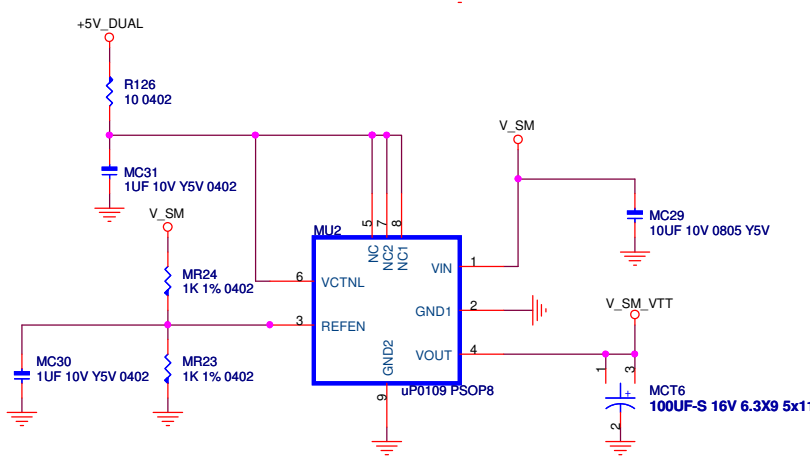 +5V_DUAL
R126
10 0402
MC31
1UF 10V Y5V 0402
V_SM
MR24
1K 1% 0402
MC30
1UF 10V Y5V 0402
MR23
1K 1% 0402
MU2
5
7
8
NC
NC2
NC1
6
VCTNL
3
REFEN
VIN
1
GND1
2
VOUT
4
GND2
9
uP0109 PSOP8
V_SM
MC29
10UF 10V 0805 Y5V
V_SM_VTT
1
3
+
2
MCT6
100UF-S 16V 6.3X9 5x11